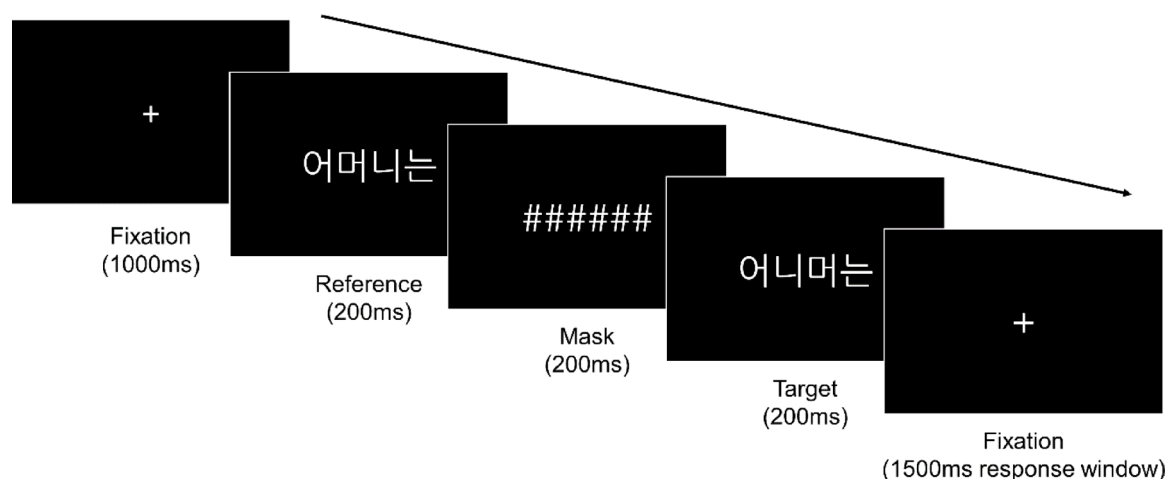 +
Fixation
(1000ms)
어머니는
Reference
(200ms)
######
Mask
(200ms)
어니머는
Target
(200ms)
+
Fixation
(1500ms response window)